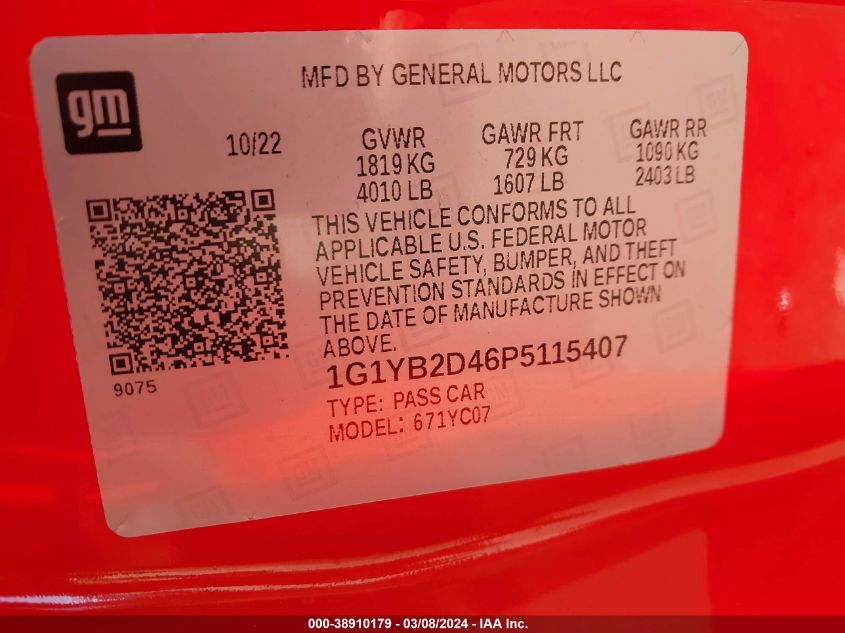 gm
MFD BY GENERAL MOTORS LLC
10/22
GVWR
1819 KG
4010 LB
GAWR FRT
729 KG
1607 LB
GAWR RR
1090 KG
2403 LB
THIS VEHICLE CONFORMS TO ALL
APPLICABLE U.S. FEDERAL MOTOR
VEHICLE SAFETY, BUMPER, AND THEFT
PREVENTION STANDARDS IN EFFECT ON
THE DATE OF MANUFACTURE SHOWN
ABOVE.
9075
1G1YB2D46P5115407
TYPE: PASS CAR
MODEL: 671YC07
000-38910179 - 03/08/2024 - IAA Inc.